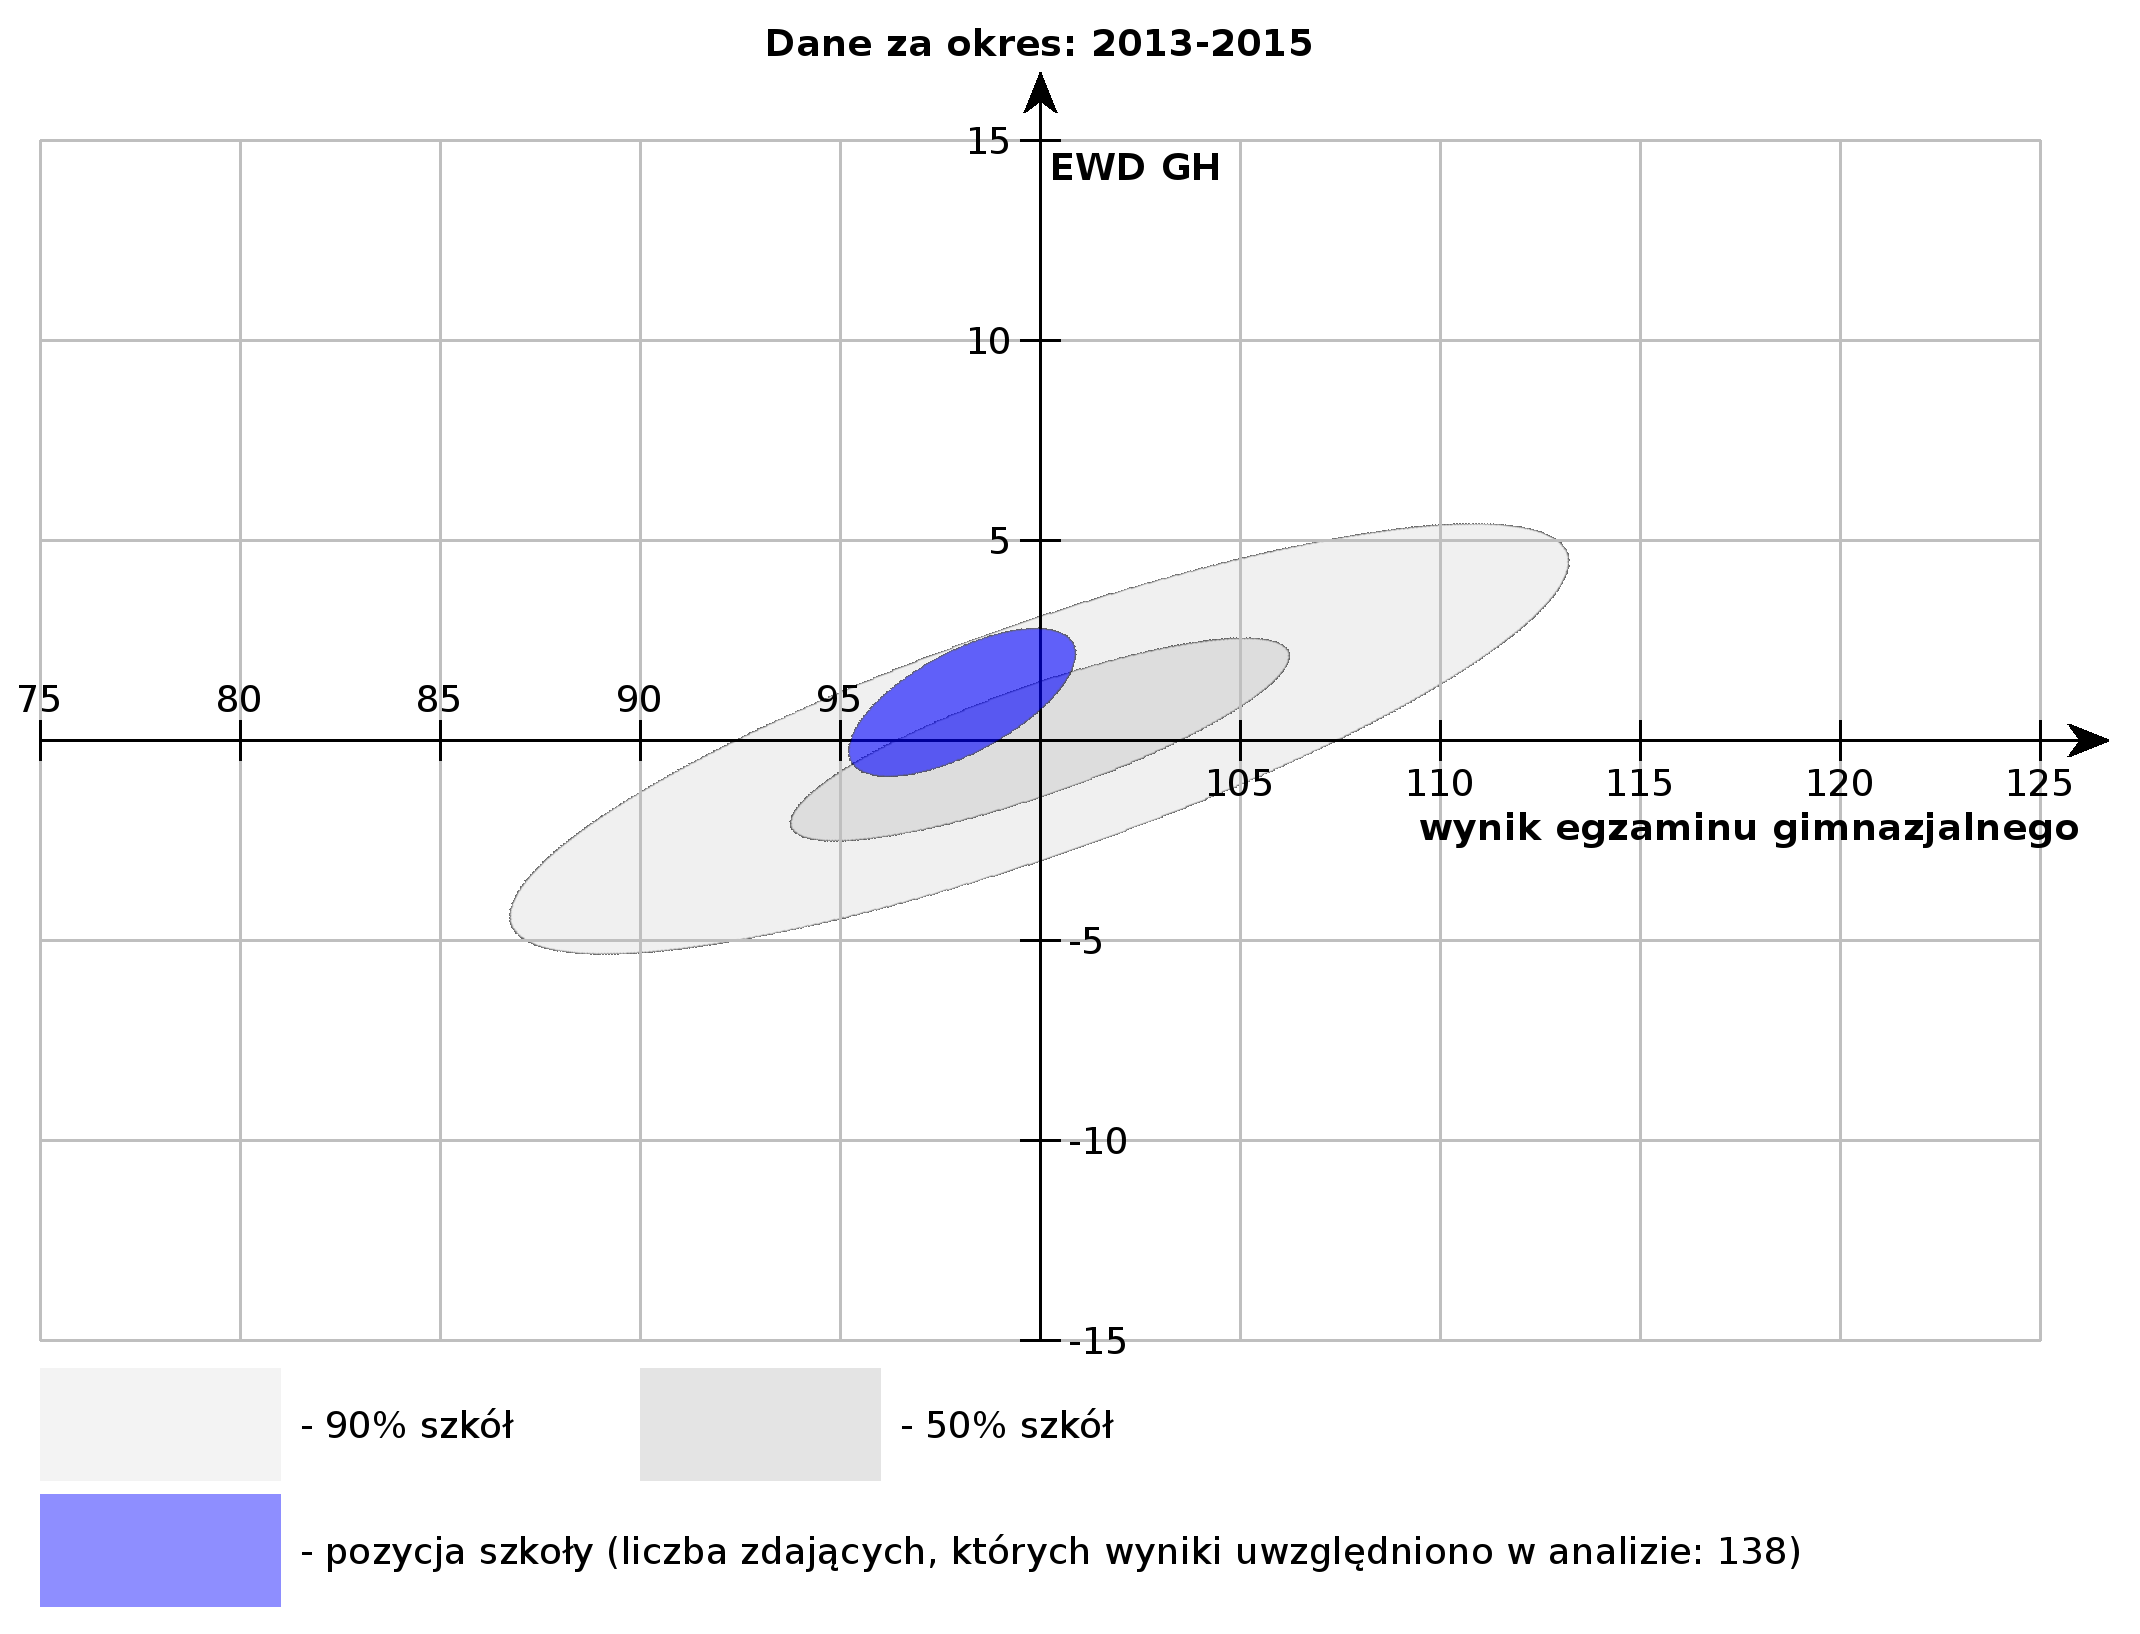 Dane za okres: 2013-2015
15
EWD GH
10
5
75 80 85 90 95
105 110 115 120 125
wynik egzaminu gimnazjalnego
-5
-10
-15
- 90% szkół - 50% szkół
- pozycja szkoły (liczba zdających, których wyniki uwzględniono w analizie: 138)